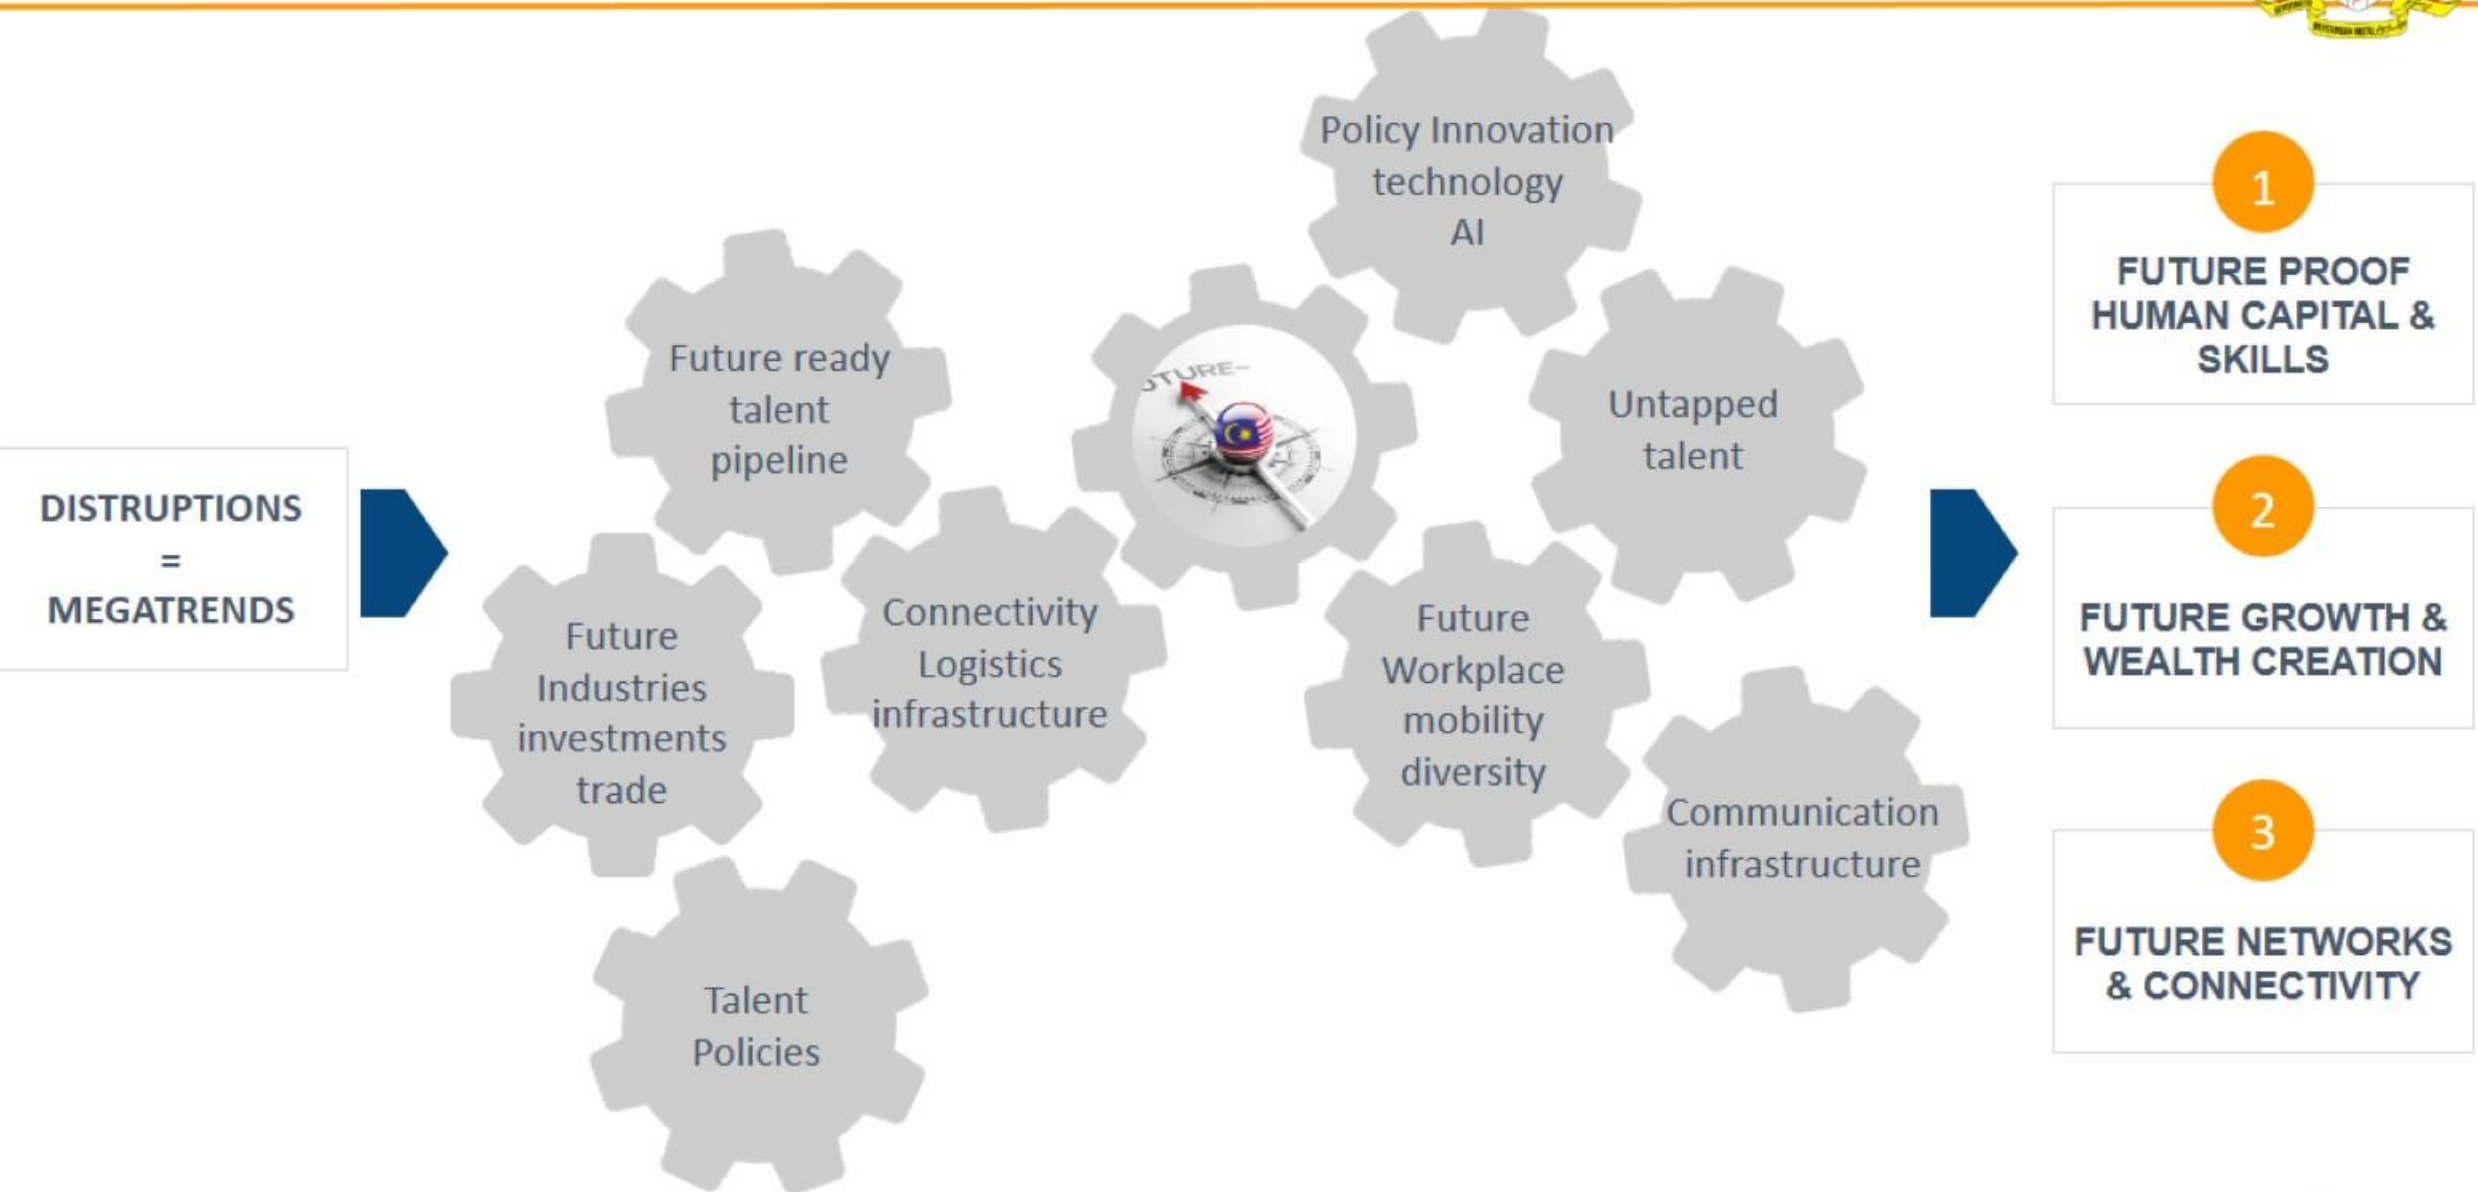 DISTRUPTIONS
=
MEGATRENDS
Future ready
talent
pipeline
Future
Industries
investments
trade
Connectivity
Logistics
infrastructure
Talent
Policies
Policy Innovation
technology
AI
Untapped
talent
Future
Workplace
mobility
diversity
Communication
infrastructure
1
FUTURE PROOF
HUMAN CAPITAL &
SKILLS
2
FUTURE GROWTH &
WEALTH CREATION
3
FUTURE NETWORKS
& CONNECTIVITY